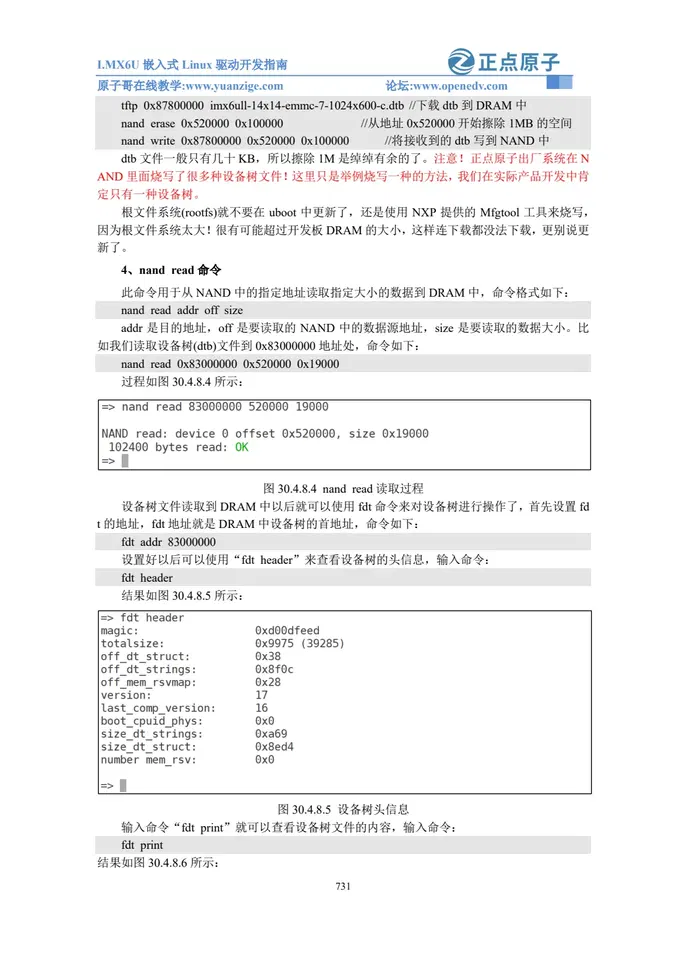 I.MX6U 嵌入式 Linux 驱动开发指南
正点原子
原子哥在线教学:www.yuanzige.com 论坛:www.openedv.com
tftp 0x87800000 imx6ull-14x14-emmc-7-1024x600-c.dtb //下载 dtb 到 DRAM 中
nand erase 0x520000 0x100000 //从地址 0x520000 开始擦除 1MB 的空间
nand write 0x87800000 0x520000 0x100000 //将接收到的 dtb 写到 NAND 中
dtb 文件一般只有几十 KB，所以擦除 1M 是绰绰有余的了。注意！正点原子出厂系统在 N
AND 里面烧写了很多种设备树文件！这里只是举例烧写一种的方法，我们在实际产品开发中肯
定只有一种设备树。
根文件系统(rootfs)就不要在 uboot 中更新了，还是使用 NXP 提供的 Mfgtool 工具来烧写，
因为根文件系统太大！很有可能超过开发板 DRAM 的大小，这样连下载都没法下载，更别说更
新了。
4、nand read 命令
此命令用于从 NAND 中的指定地址读取指定大小的数据到 DRAM 中，命令格式如下：
nand read addr off size
addr 是目的地址，off 是要读取的 NAND 中的数据源地址，size 是要读取的数据大小。比
如我们读取设备树(dtb)文件到 0x83000000 地址处，命令如下：
nand read 0x83000000 0x520000 0x19000
过程如图 30.4.8.4 所示：
=> nand read 83000000 520000 19000
NAND read: device 0 offset 0x520000, size 0x19000
102400 bytes read: OK
=>
图 30.4.8.4 nand read 读取过程
设备树文件读取到 DRAM 中以后就可以使用 fdt 命令来对设备树进行操作了，首先设置 fd
t 的地址，fdt 地址就是 DRAM 中设备树的首地址，命令如下：
fdt addr 83000000
设置好以后可以使用“fdt header”来查看设备树的头信息，输入命令：
fdt header
结果如图 30.4.8.5 所示：
=> fdt header
magic: 0xd00dfeed
totalsize: 0x9975 (39285)
off_dt_struct: 0x38
off_dt_strings: 0x8f0c
off_mem_rsvmap: 0x28
version: 17
last_comp_version: 16
boot_cpuid_phys: 0x0
size_dt_strings: 0xa69
size_dt_struct: 0x8ed4
number mem_rsv: 0x0
=>
图 30.4.8.5 设备树头信息
输入命令“fdt print”就可以查看设备树文件的内容，输入命令：
fdt print
结果如图 30.4.8.6 所示：
731